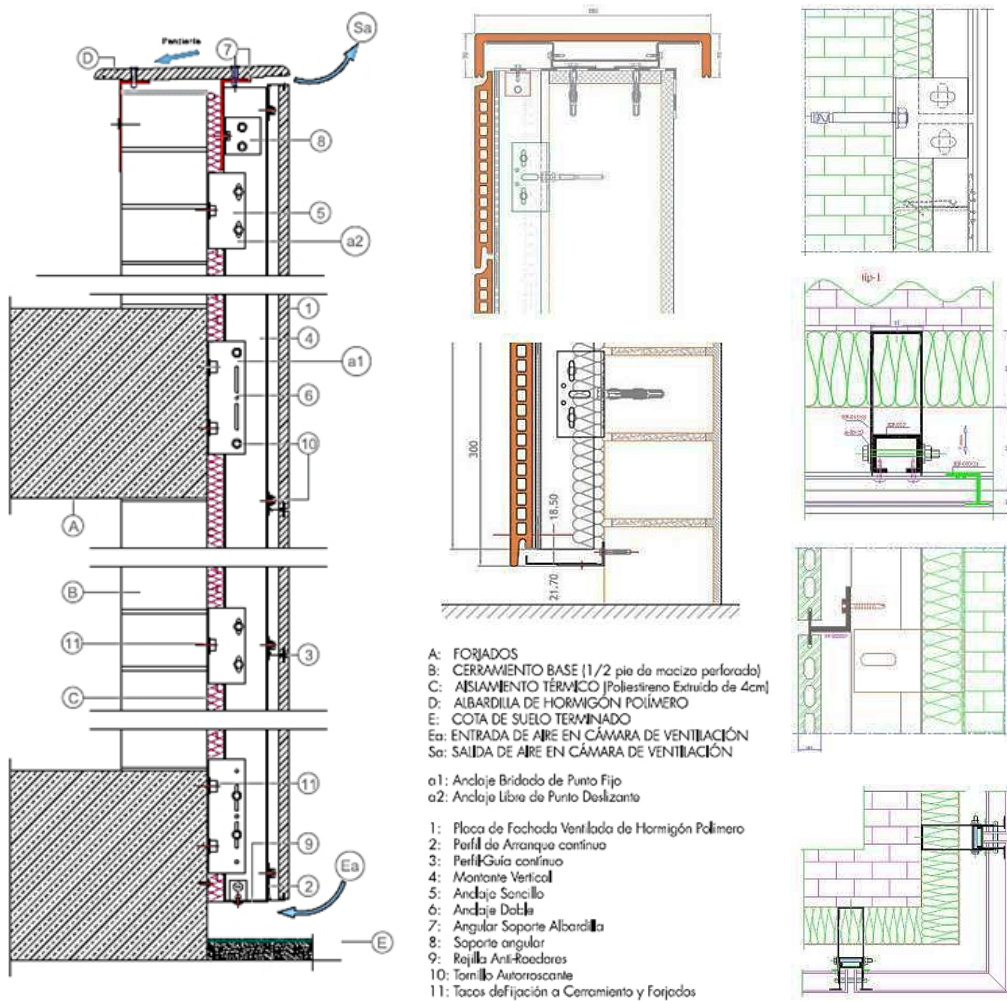 Sa
Pendiente
D
7
8
5
a2
1
4
a1
6
10
A
B
11
3
C
11
9
Ea
2
E
300
18.50
21.70
tip-1
A: FORJADOS
B: CERRAMIENTO BASE (1/2 pie de macizo perforado)
C: AISLAMIENTO TÉRMICO (Poliestireno Extruido de 4cm)
D: ALBARDILLA DE HORMIGÓN POLÍMERO
E: COTA DE SUELO TERMINADO
Ea: ENTRADA DE AIRE EN CÁMARA DE VENTILACIÓN
Sa: SALIDA DE AIRE EN CÁMARA DE VENTILACIÓN
a1: Anclaje Bridado de Punto Fijo
a2: Anclaje Libre de Punto Deslizante
1: Placa de Fachada Ventilada de Hormigón Polímero
2: Perfil de Arranque continuo
3: Perfil-Guía continuo
4: Montante Vertical
5: Anclaje Sencillo
6: Anclaje Doble
7: Angular Soporte Albardilla
8: Soporte angular
9: Rejilla Anti-Roedores
10: Tornillo Autorroscante
11: Tacos deFijación a Cerramiento y Forjados